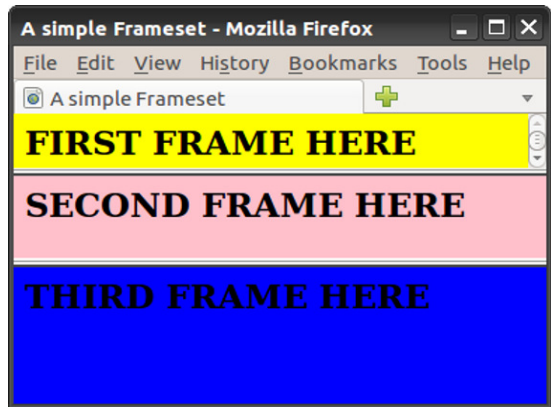 A simple Frameset - Mozilla Firefox
File Edit View History Bookmarks Tools Help
A simple Frameset
FIRST FRAME HERE
SECOND FRAME HERE
THIRD FRAME HERE